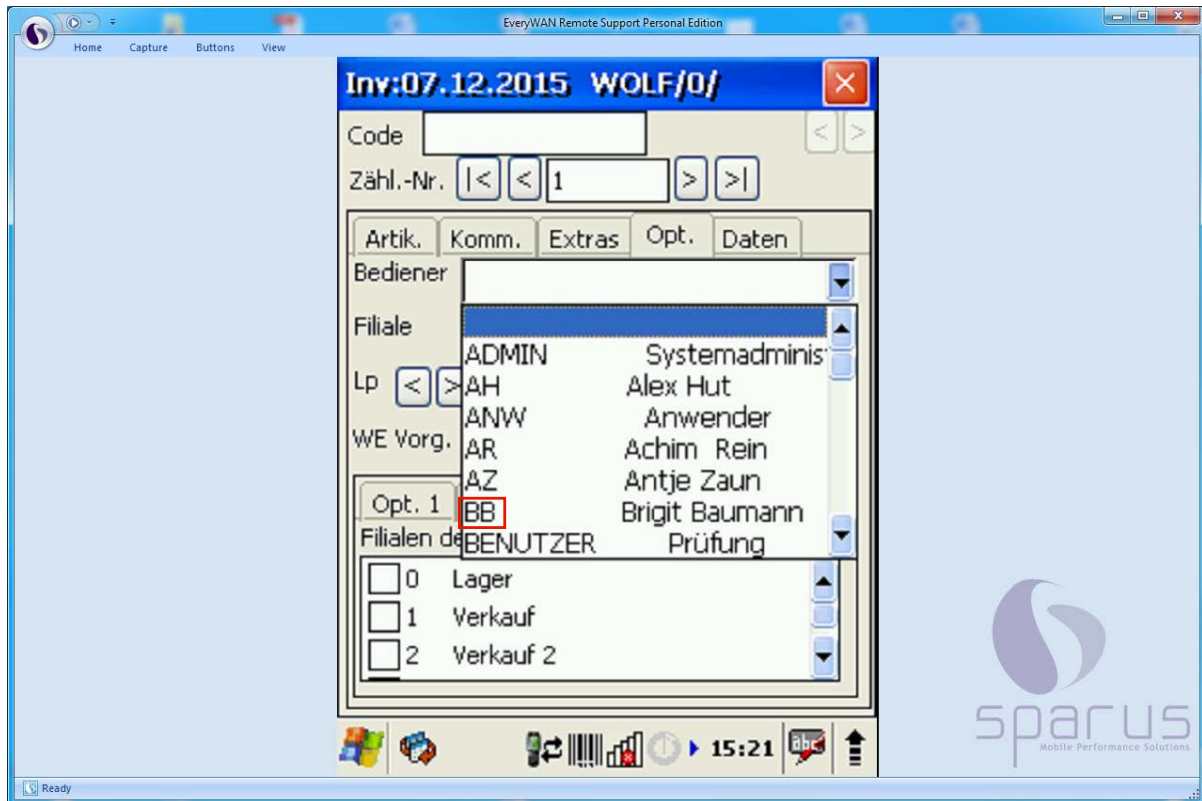 EveryWAN Remote Support Personal Edition
Home Capture Buttons View
Inv:07.12.2015 WOLF/0/
Code < >
Zähl.-Nr. |< < 1 > >|
Artik. Komm. Extras Opt. Daten
Bediener
Filiale
ADMIN Systemadminis
Lp < > AH Alex Hut
ANW Anwender
WE Vorg.
AR Achim Rein
AZ Antje Zaun
Opt. 1 BB Brigit Baumann
Filialen de BENUTZER Prüfung
0 Lager
1 Verkauf
2 Verkauf 2
15:21 abc
sparus
Mobile Performance Solutions
Ready